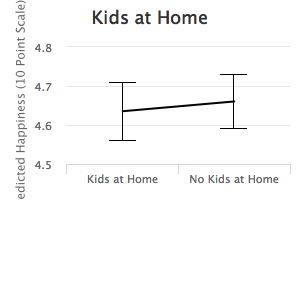 Kids at Home
edicted Happiness (10 Point Scale)
4.8
4.7
4.6
4.5
Kids at Home
No Kids at Home